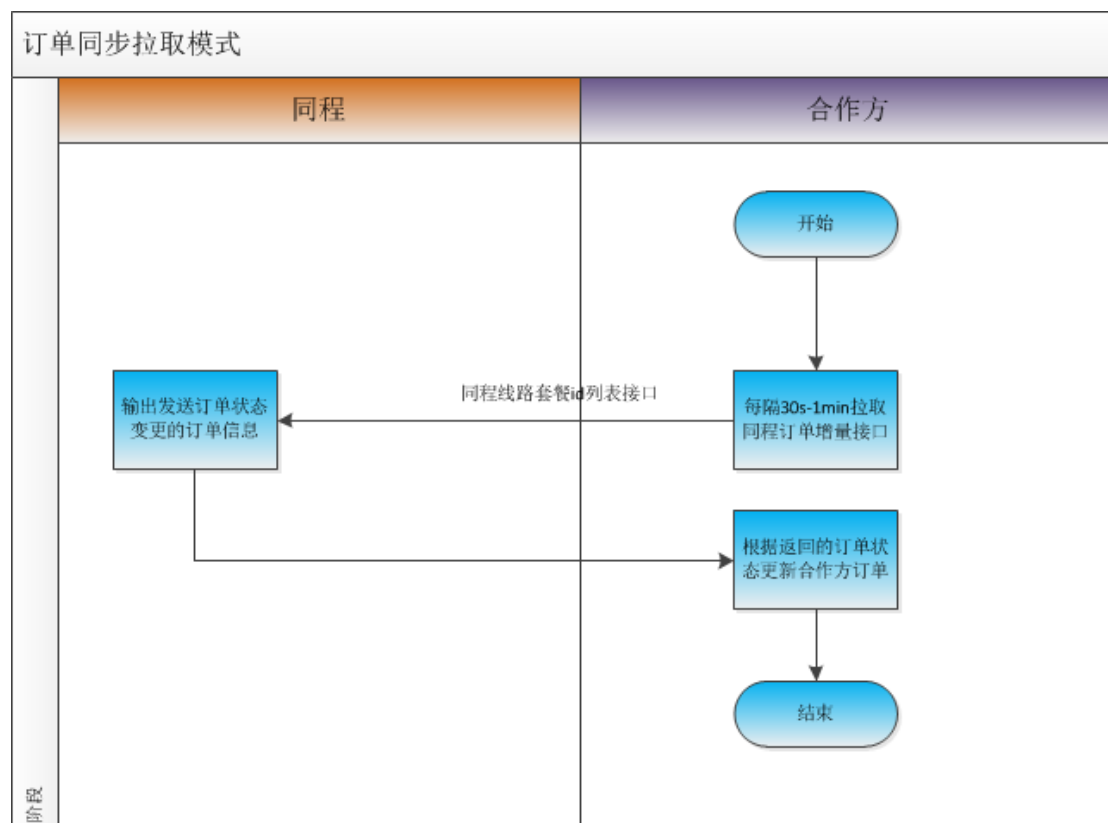 订单同步拉取模式
同程
合作方
开始
同程线路套餐id列表接口
输出发送订单状态
变更的订单信息
每隔30s-1min拉取
同程订单增量接口
根据返回的订单状
态更新合作方订单
结束
阶段